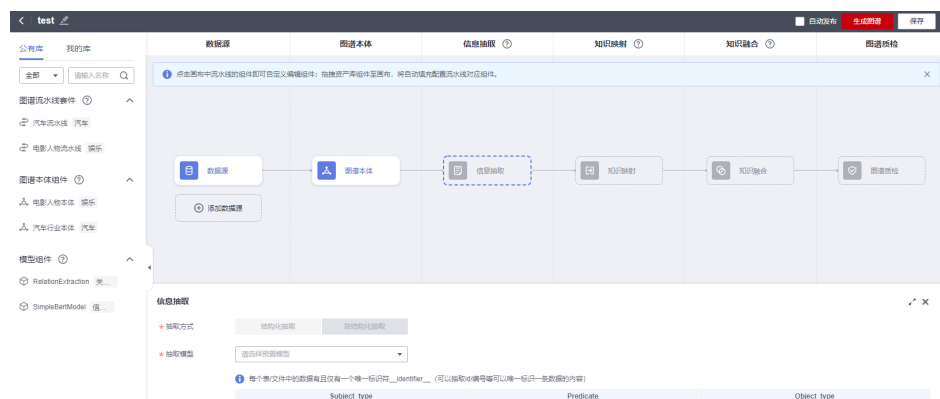 test
自动发布 生成图谱 保存
公有库 我的库
数据源 图谱本体 信息抽取 知识映射 知识融合 图谱质检
全部 请输入名称
点击画布中流水线的组件即可自定义编辑组件；拖拽资产库组件至画布，将自动填充配置流水线对应组件。
图谱流水线套件
汽车流水线 汽车
电影人物流水线 娱乐
图谱本体组件
电影人物本体 娱乐
汽车行业本体 汽车
模型组件
RelationExtraction 关...
SimpleBertModel 信...
数据源 图谱本体 信息抽取 知识映射 知识融合 图谱质检
添加数据源
信息抽取
* 抽取方式 结构化抽取 非结构化抽取
* 抽取模型 请选择预置模型
每个表/文件中的数据有且仅有一个唯一标识符__identifier__（可以抽取id/编号等可以唯一标识一条数据的内容）
Subject type Predicate Object type